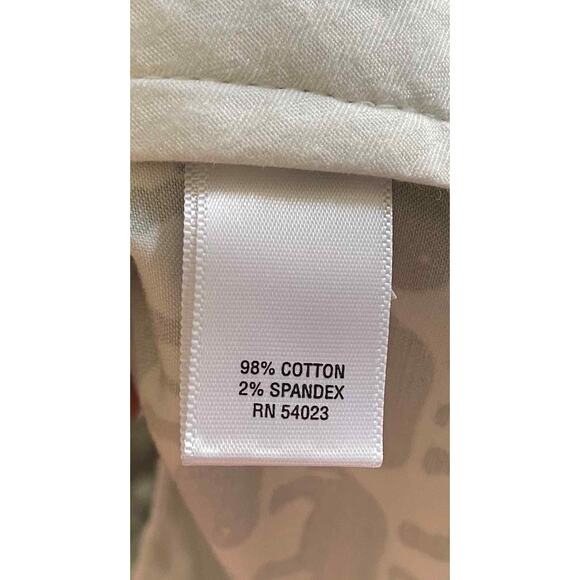 98% COTTON
2% SPANDEX
RN 54023